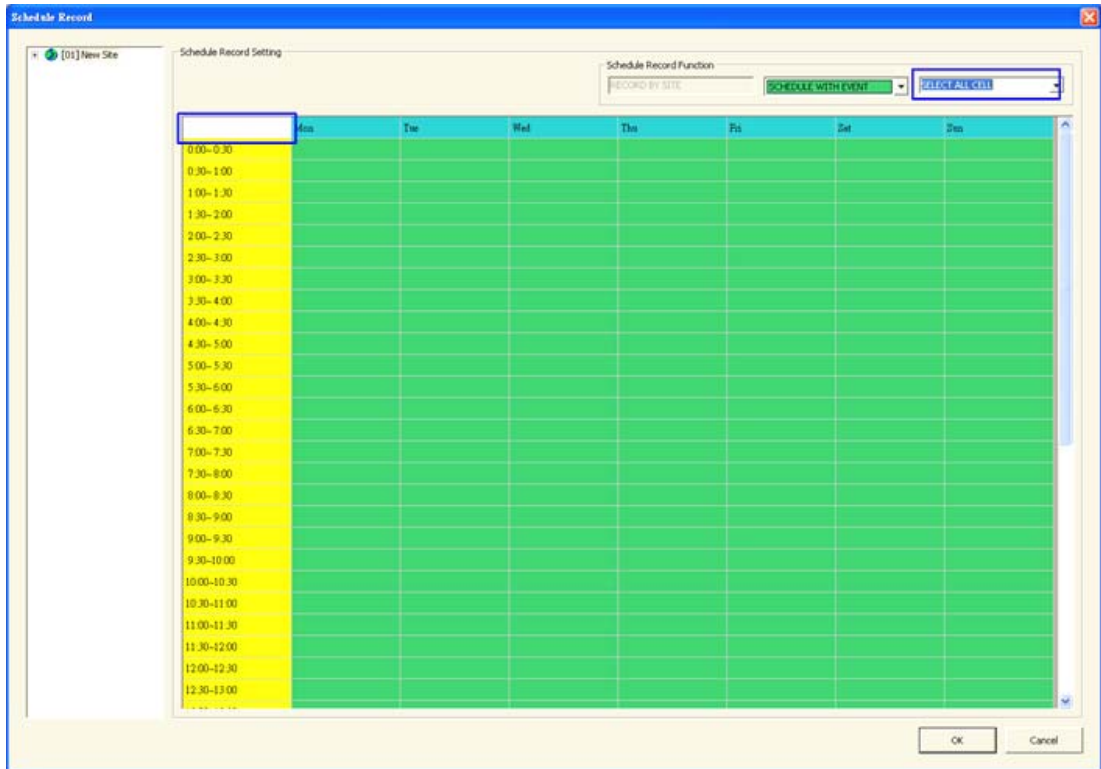 Schedule Record
[01] New Site
Schedule Record Setting
Schedule Record Function
RECORD BY SITE
SCHEDULE WITH EVENT
SELECT ALL CELL
Mon Tue Wed Thu Fri Sat Sun
0:00~ 0:30
0:30~ 1:00
1:00~ 1:30
1:30~ 2:00
2:00~ 2:30
2:30~ 3:00
3:00~ 3:30
3:30~ 4:00
4:00~ 4:30
4:30~ 5:00
5:00~ 5:30
5:30~ 6:00
6:00~ 6:30
6:30~ 7:00
7:00~ 7:30
7:30~ 8:00
8:00~ 8:30
8:30~ 9:00
9:00~ 9:30
9:30~10:00
10:00~10:30
10:30~11:00
11:00~11:30
11:30~12:00
12:00~12:30
12:30~13:00
OK Cancel